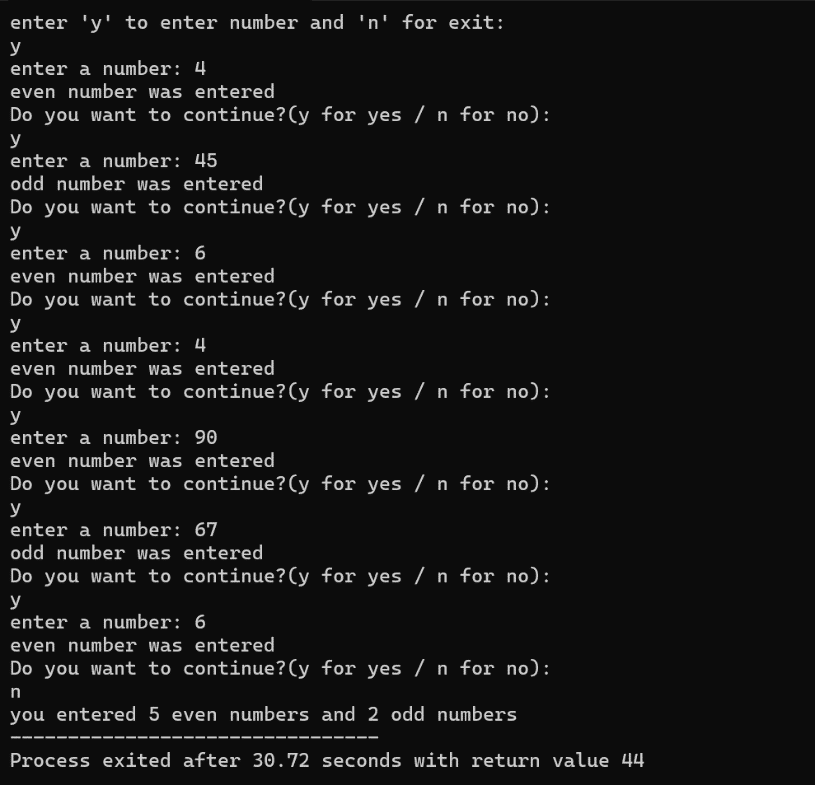 enter 'y' to enter number and 'n' for exit:
y
enter a number: 4
even number was entered
Do you want to continue?(y for yes / n for no):
y
enter a number: 45
odd number was entered
Do you want to continue?(y for yes / n for no):
y
enter a number: 6
even number was entered
Do you want to continue?(y for yes / n for no):
y
enter a number: 4
even number was entered
Do you want to continue?(y for yes / n for no):
y
enter a number: 90
even number was entered
Do you want to continue?(y for yes / n for no):
y
enter a number: 67
odd number was entered
Do you want to continue?(y for yes / n for no):
y
enter a number: 6
even number was entered
Do you want to continue?(y for yes / n for no):
n
you entered 5 even numbers and 2 odd numbers
--------------------------------
Process exited after 30.72 seconds with return value 44